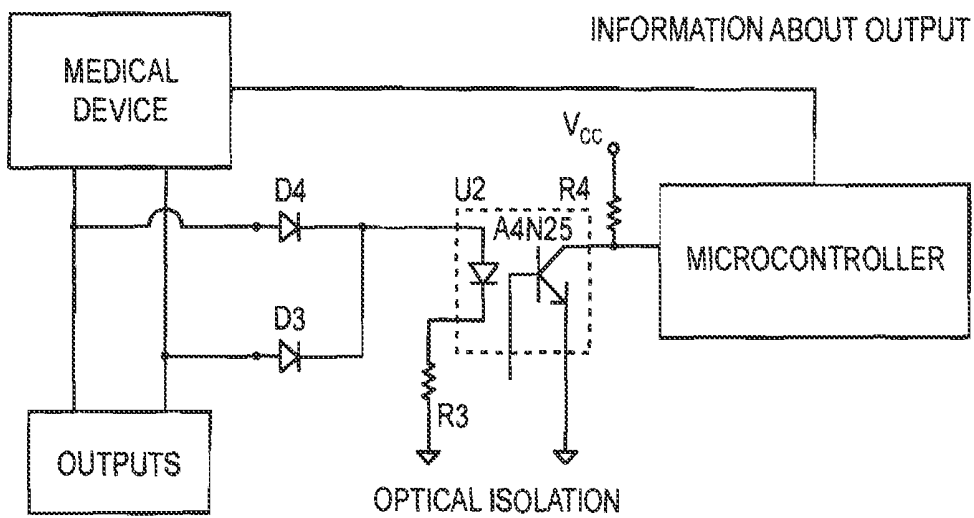 INFORMATION ABOUT OUTPUT
MEDICAL
DEVICE
V_CC
D4
U2
R4
A4N25
MICROCONTROLLER
D3
R3
OUTPUTS
OPTICAL ISOLATION